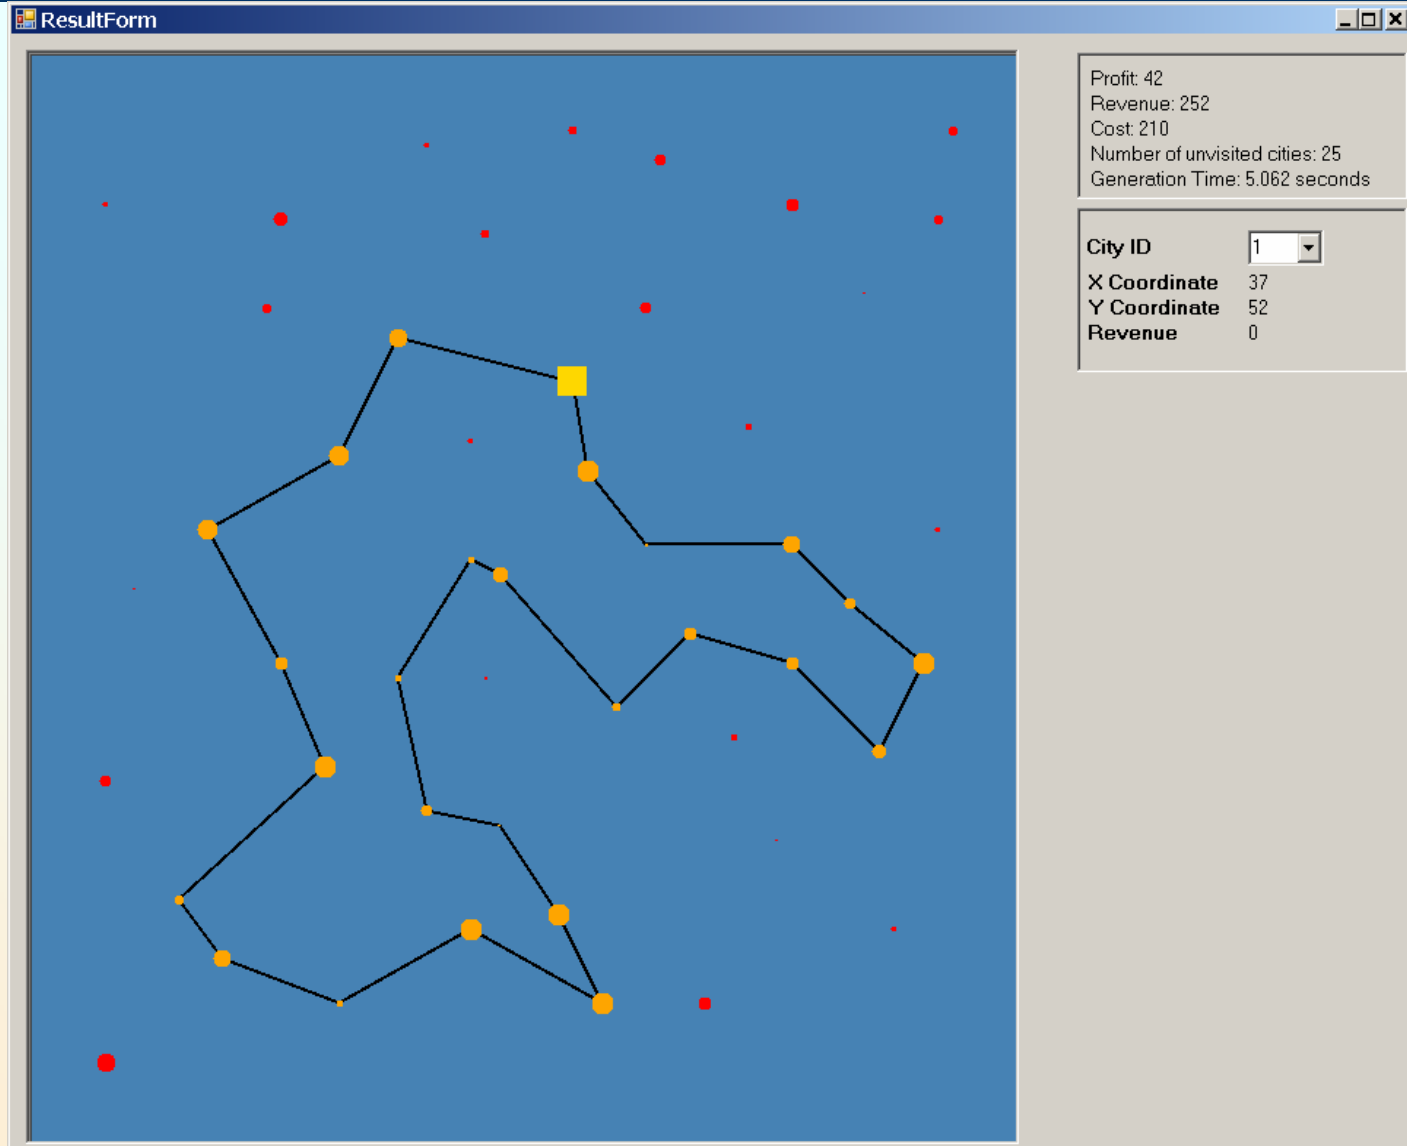 ResultForm
Profit: 42
Revenue: 252
Cost: 210
Number of unvisited cities: 25
Generation Time: 5.062 seconds
City ID 1
X Coordinate 37
Y Coordinate 52
Revenue 0